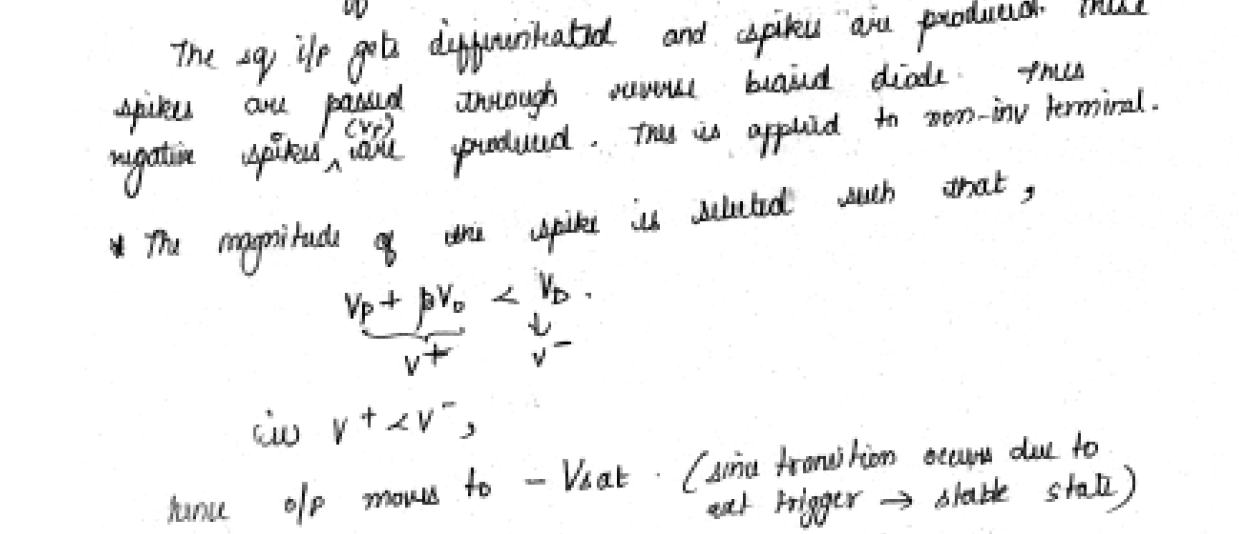 The sq i/p gets differentiated and spikes are produced. These
spikes are passed through reverse biased diode. Thus
negative spikes ^(Vp) are produced. This is applied to non-inv terminal.
* The magnitude of the spike is selected such that,
Vp + βVo < VD.
V+ ↓ V-
V+ < V-,
hence o/p moves to - Vsat. (since transition occurs due to
ext trigger → stable state)